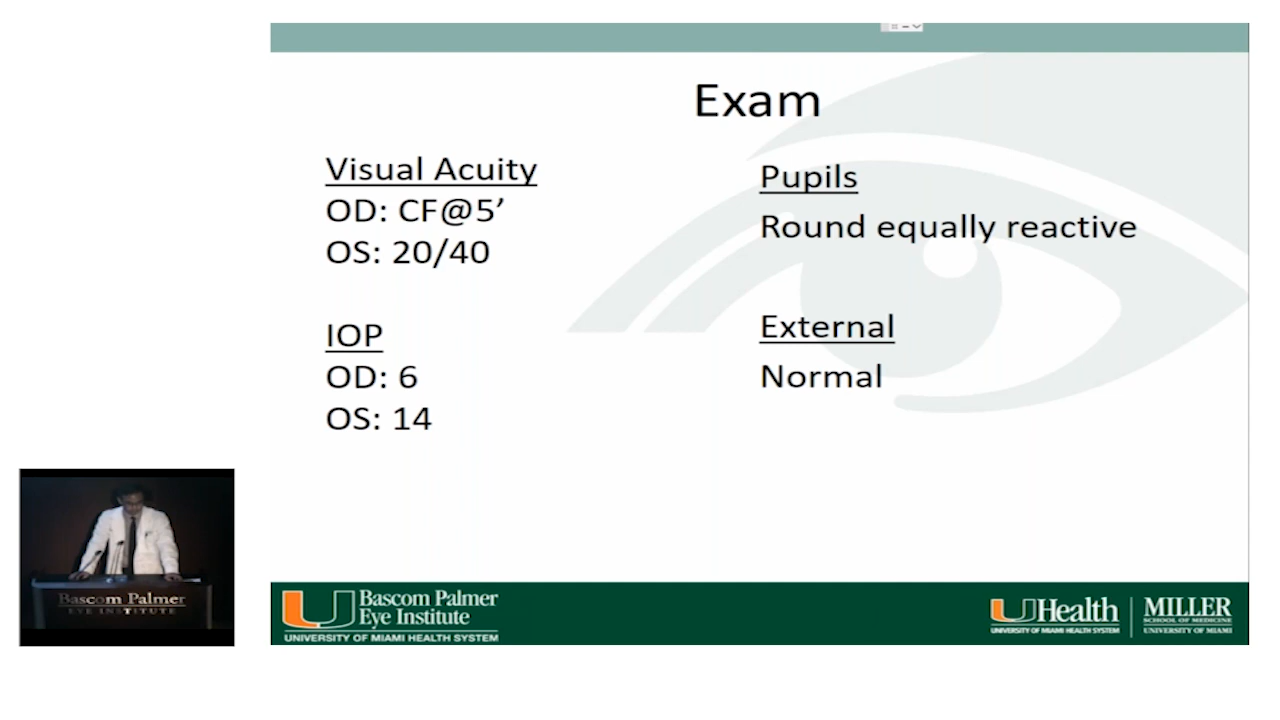 Exam
Visual Acuity
OD: CF@5’
OS: 20/40
IOP
OD: 6
OS: 14
Pupils
Round equally reactive
External
Normal
Bascom Palmer
EYE INSTITUTE
Bascom Palmer
Eye Institute
UNIVERSITY OF MIAMI HEALTH SYSTEM
UHealth
UNIVERSITY OF MIAMI HEALTH SYSTEM
MILLER
SCHOOL OF MEDICINE
UNIVERSITY OF MIAMI